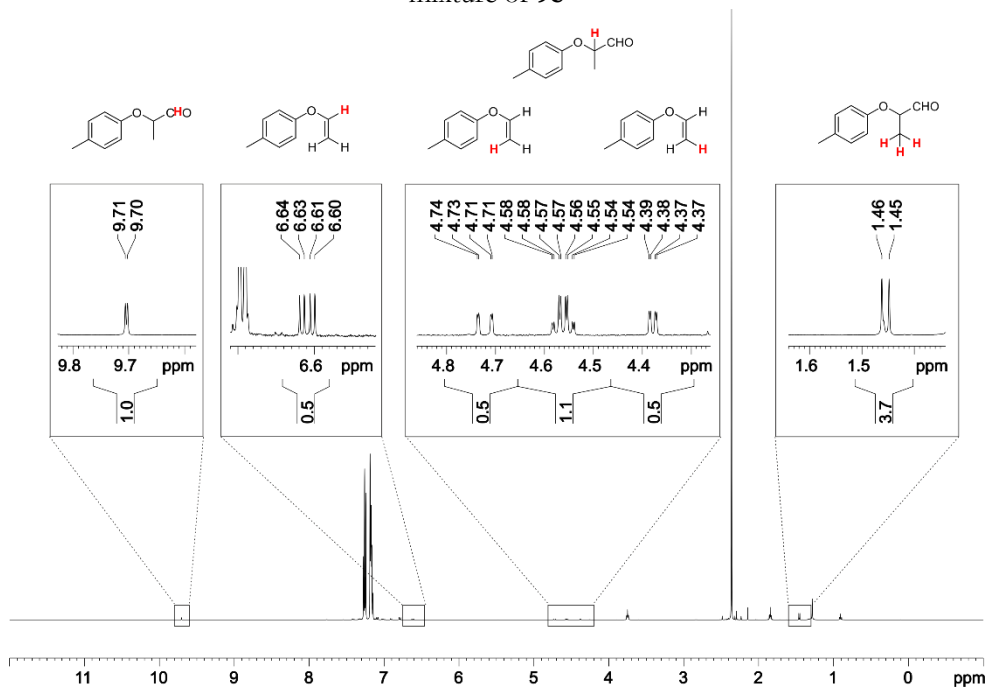 mixture of 9c
H
O
CHO
O
CHO
O
H
H
H
O
H
H
H
O
H
H
H
O
CHO
H
H
H
9.71
9.70
6.64
6.63
6.61
6.60
4.74
4.73
4.71
4.71
4.58
4.58
4.57
4.57
4.56
4.55
4.54
4.54
4.39
4.38
4.37
4.37
1.46
1.45
9.8 9.7 ppm
6.6 ppm
4.8 4.7 4.6 4.5 4.4 ppm
1.6 1.5 ppm
1.0
0.5
0.5
1.1
0.5
3.7
11 10 9 8 7 6 5 4 3 2 1 0 ppm